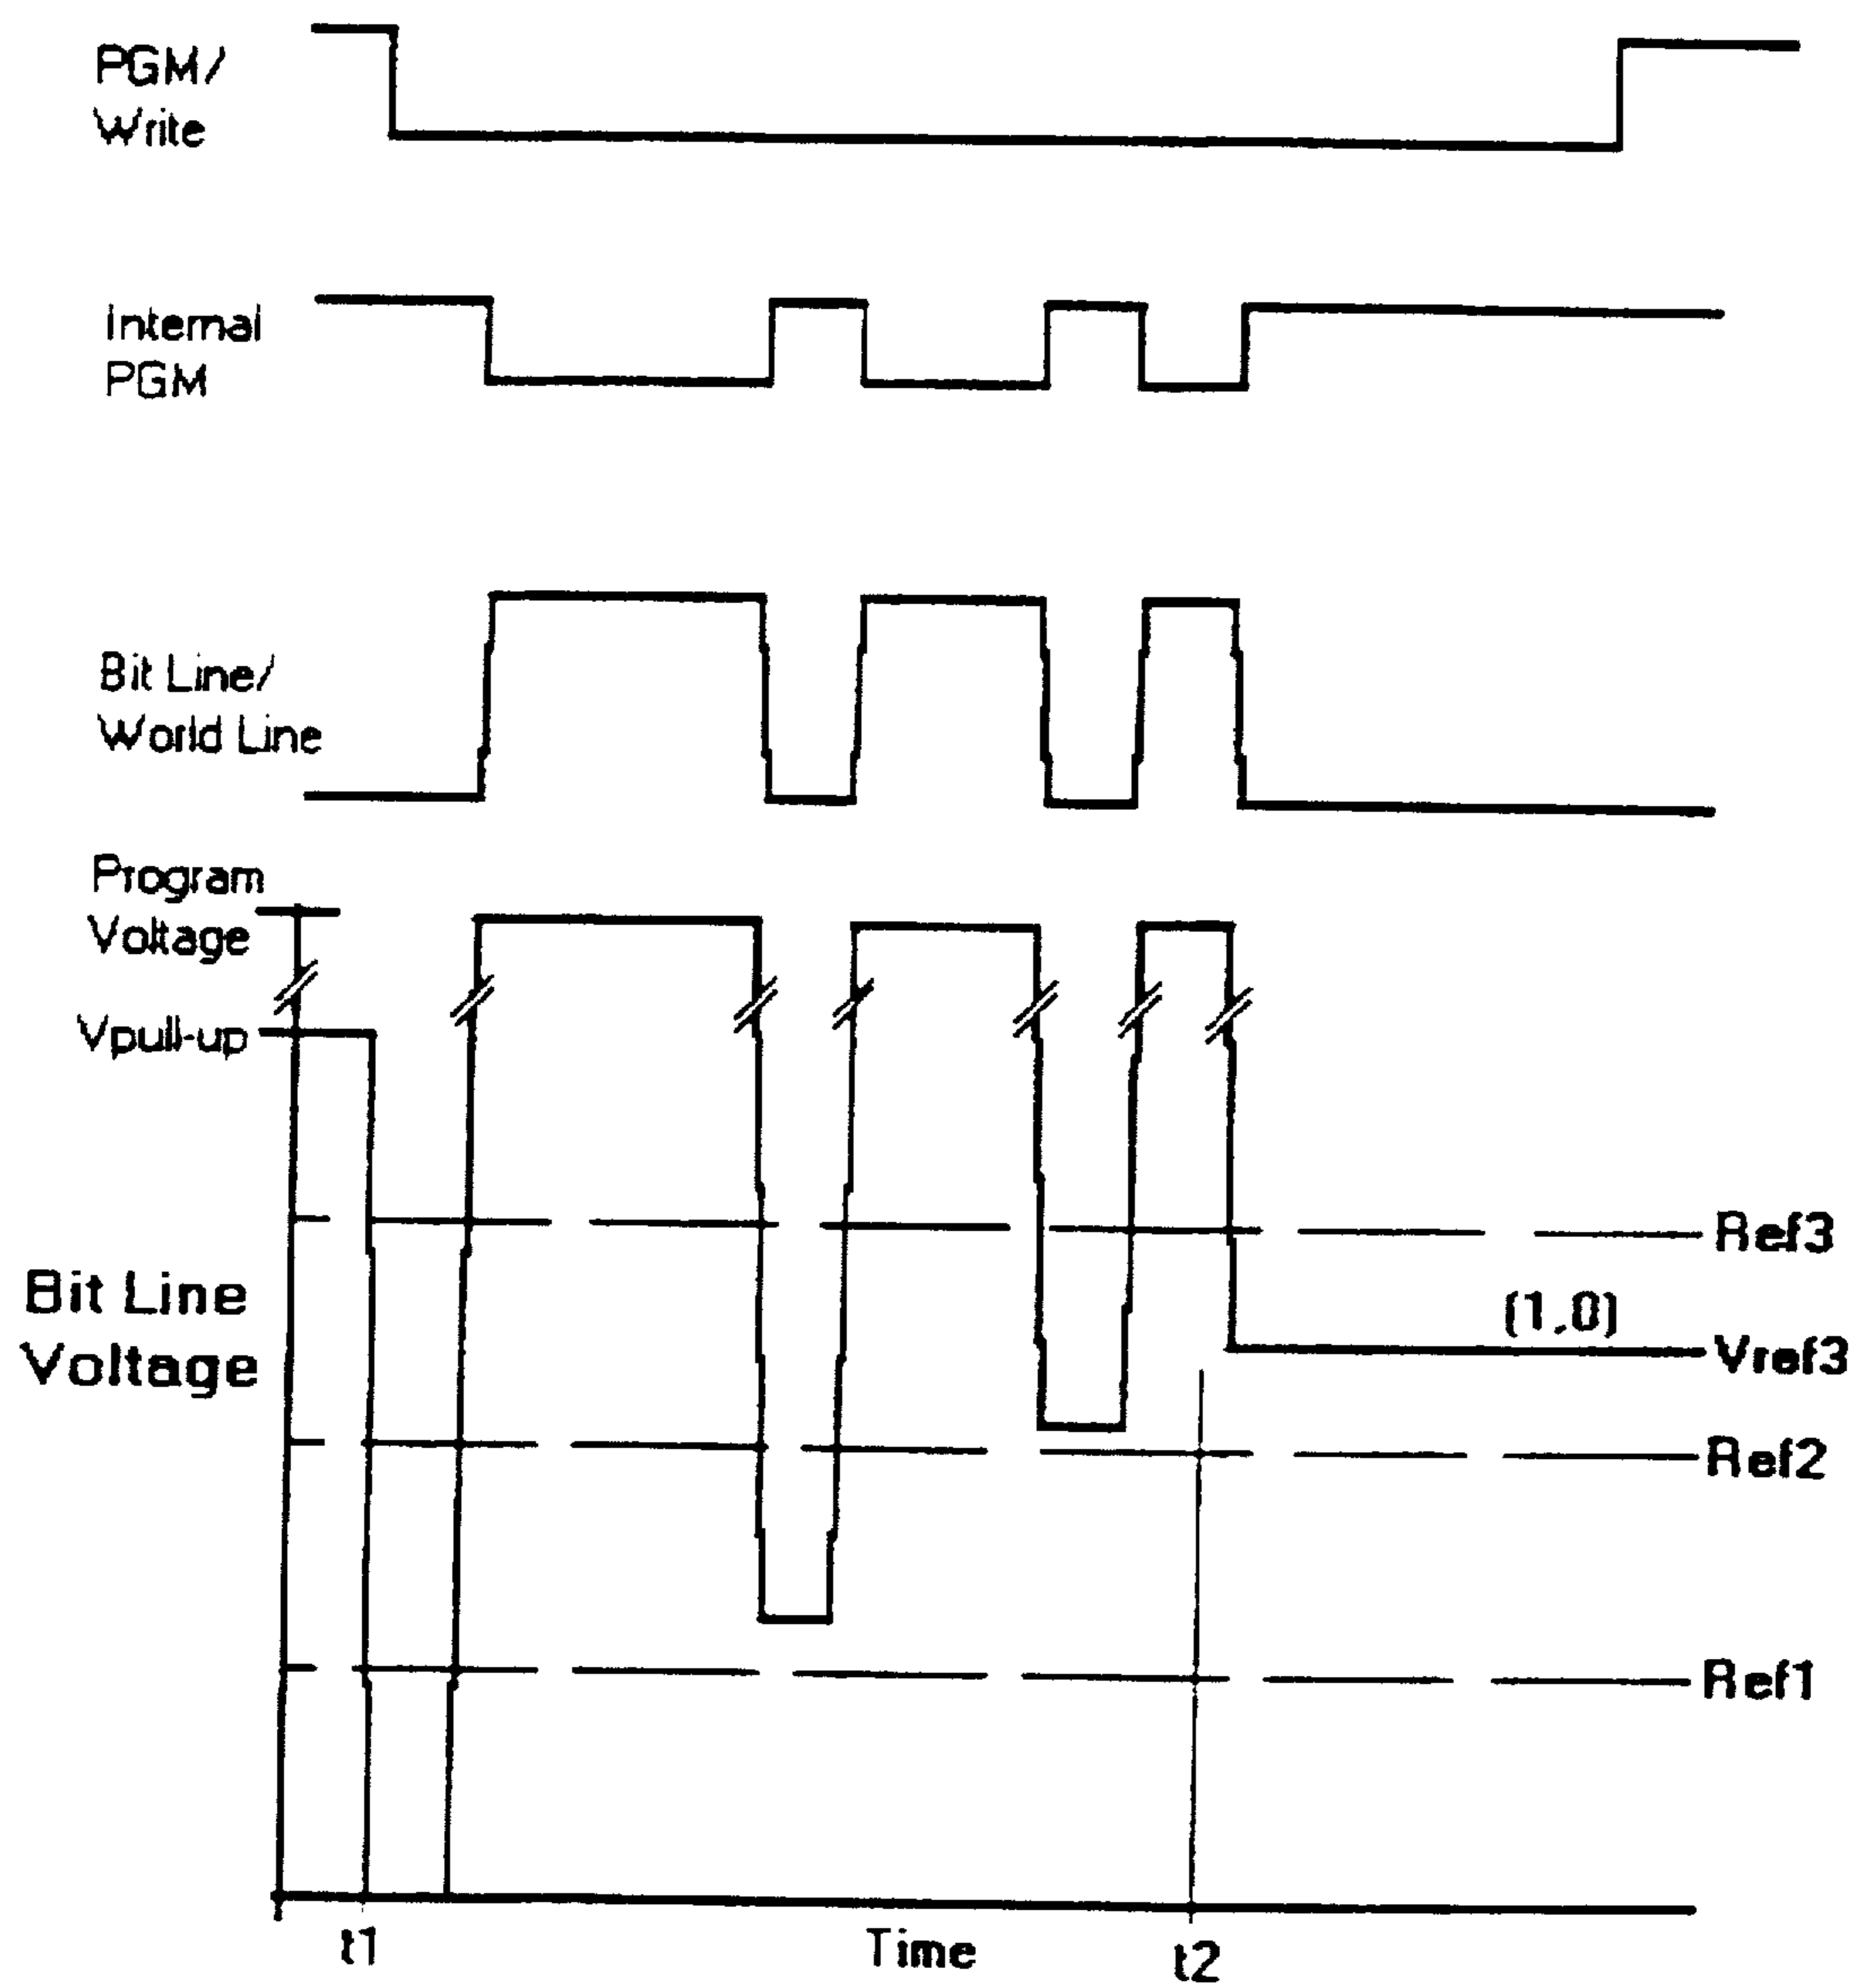 PGM/
Write
Internal
PGM
Bit Line/
World Line
Program
Voltage
Vpull-up
Bit Line
Voltage
Ref3
(1,0)
Vref3
Ref2
Ref1
t1
Time
t2